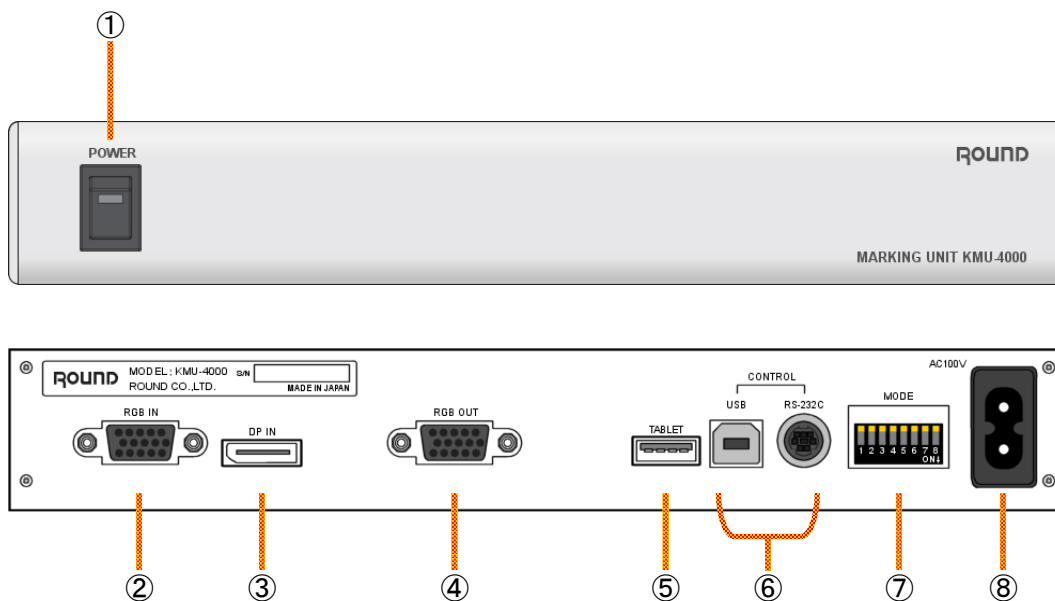 ①
POWER
ROUND
MARKING UNIT KMU-4000
ROUND
MODEL: KMU-4000 S/N
ROUND CO.,LTD.
MADE IN JAPAN
AC100V
CONTROL
RGB IN
DP IN
RGB OUT
TABLET
USB
RS-232C
MODE
1 2 3 4 5 6 7 8
ON↓
② ③ ④ ⑤ ⑥ ⑦ ⑧